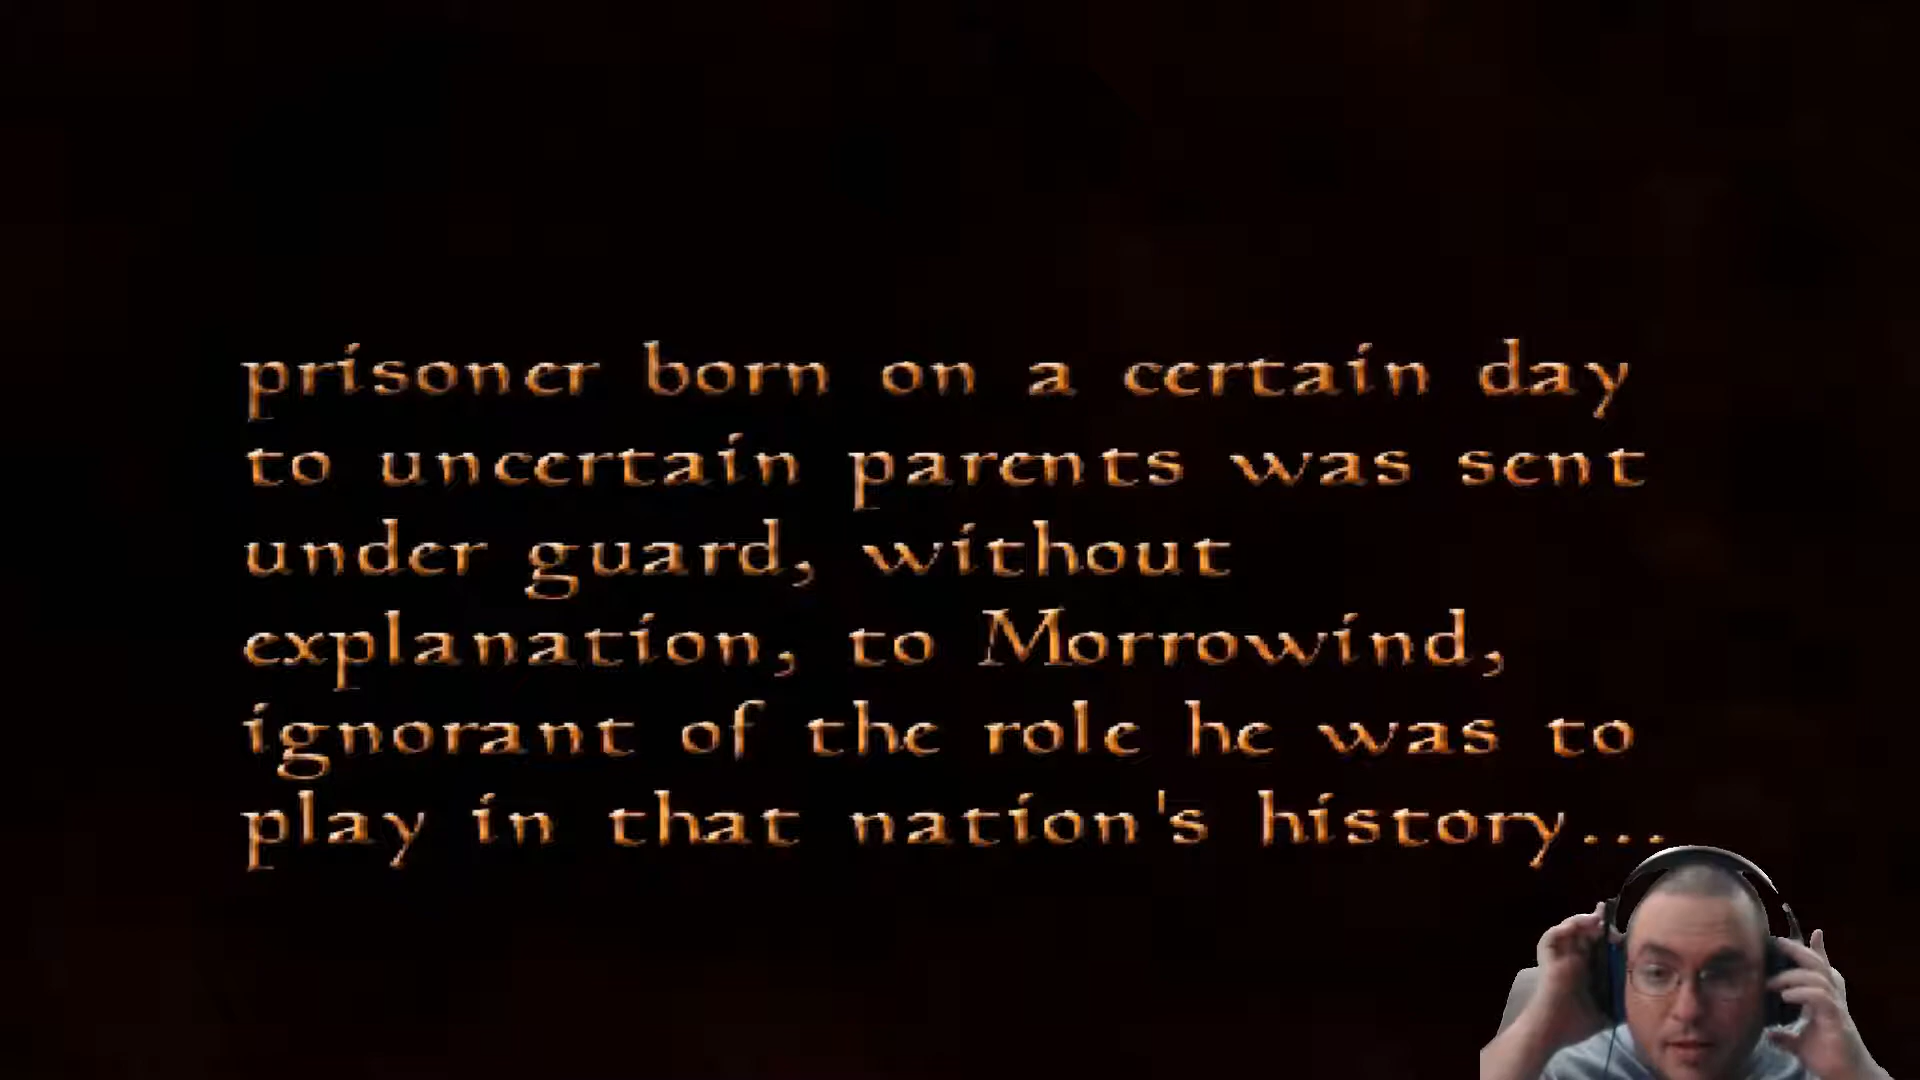 prisoner born on a certain day
to uncertain parents was sent
under guard, without
explanation, to Morrowind,
ignorant of the role he was to
play in that nation's history...